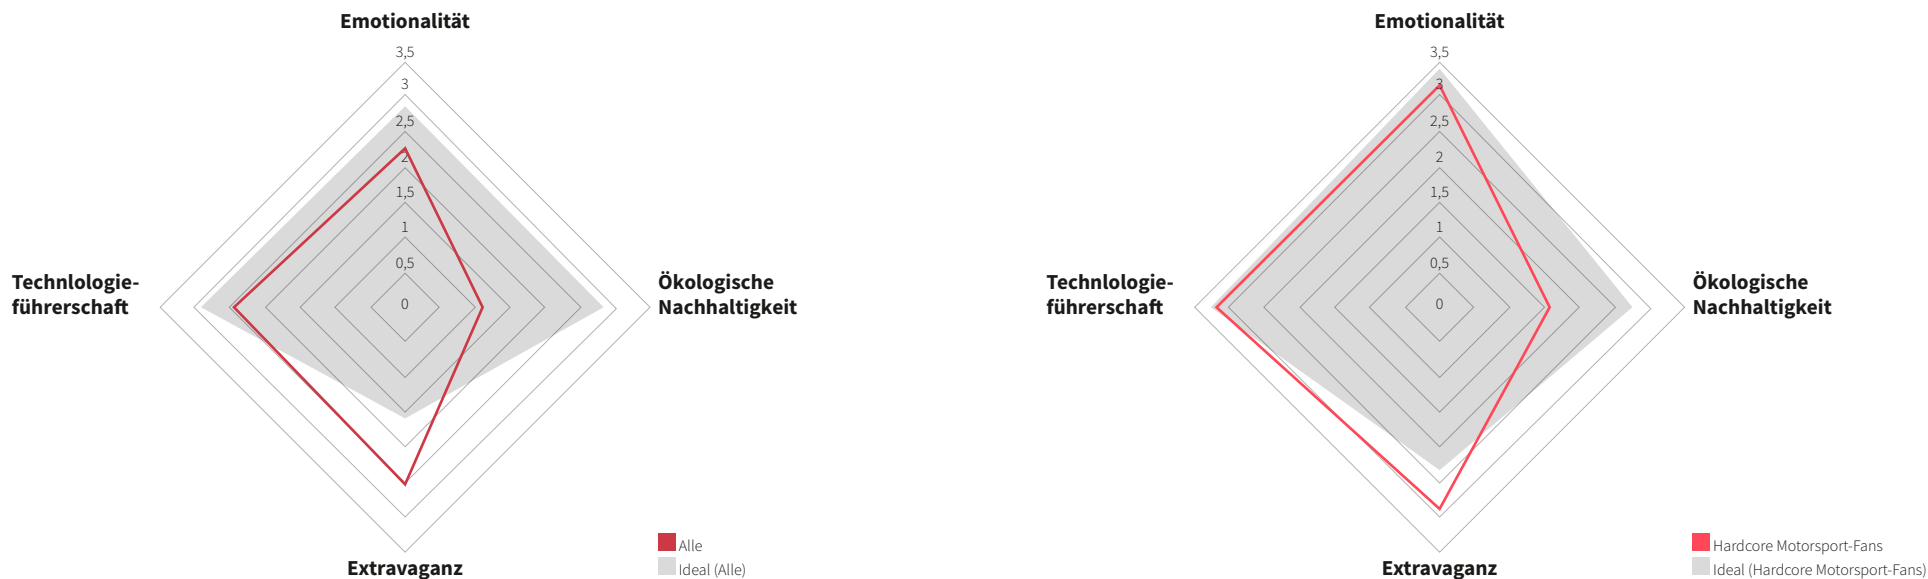 Emotionalität
3,5
3
2,5
2
1,5
1
0,5
0
Technlologie-
führerschaft
Ökologische
Nachhaltigkeit
Extravaganz
Alle
Ideal (Alle)
Emotionalität
3,5
3
2,5
2
1,5
1
0,5
0
Technlologie-
führerschaft
Ökologische
Nachhaltigkeit
Extravaganz
Hardcore Motorsport-Fans
Ideal (Hardcore Motorsport-Fans)